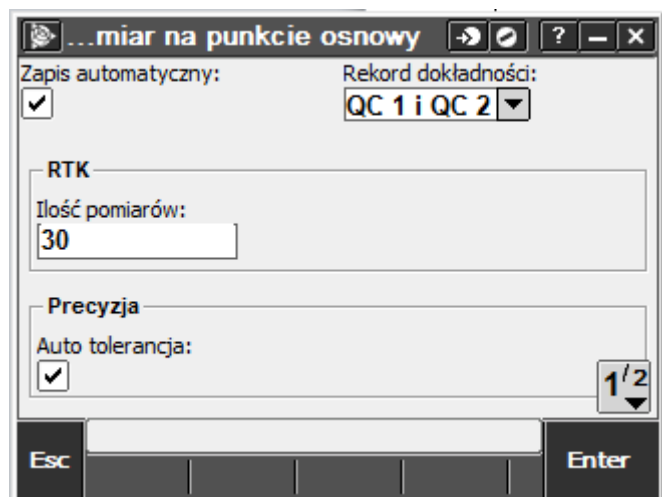 ...miar na punkcie osnowy ?
Zapis automatyczny: Rekord dokładności:
QC 1 i QC 2
RTK
Ilość pomiarów:
30
Precyzja
Auto tolerancja:
1/2
Esc Enter